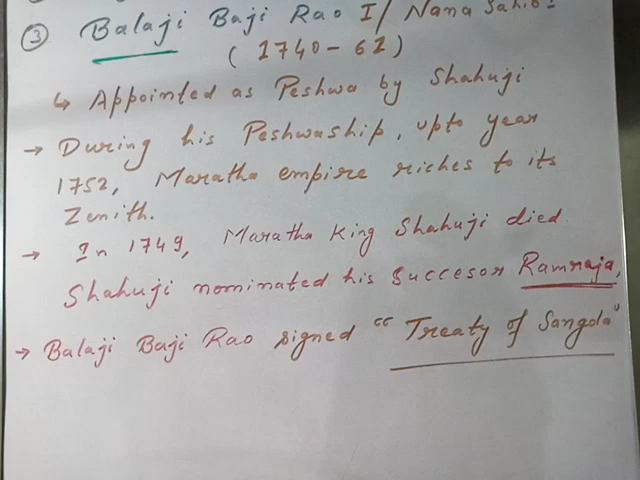 ③ Balaji Baji Rao I/ Nana Sahib:
(1740-61)
↳ Appointed as Peshwa by Shahuji
→ During his Peshwaship, upto year
1752, Maratha empire riches to its
Zenith.
→ In 1749, Maratha King Shahuji died.
Shahuji nominated his Succesor Ramraja,
→ Balaji Baji Rao signed "Treaty of Sangola"